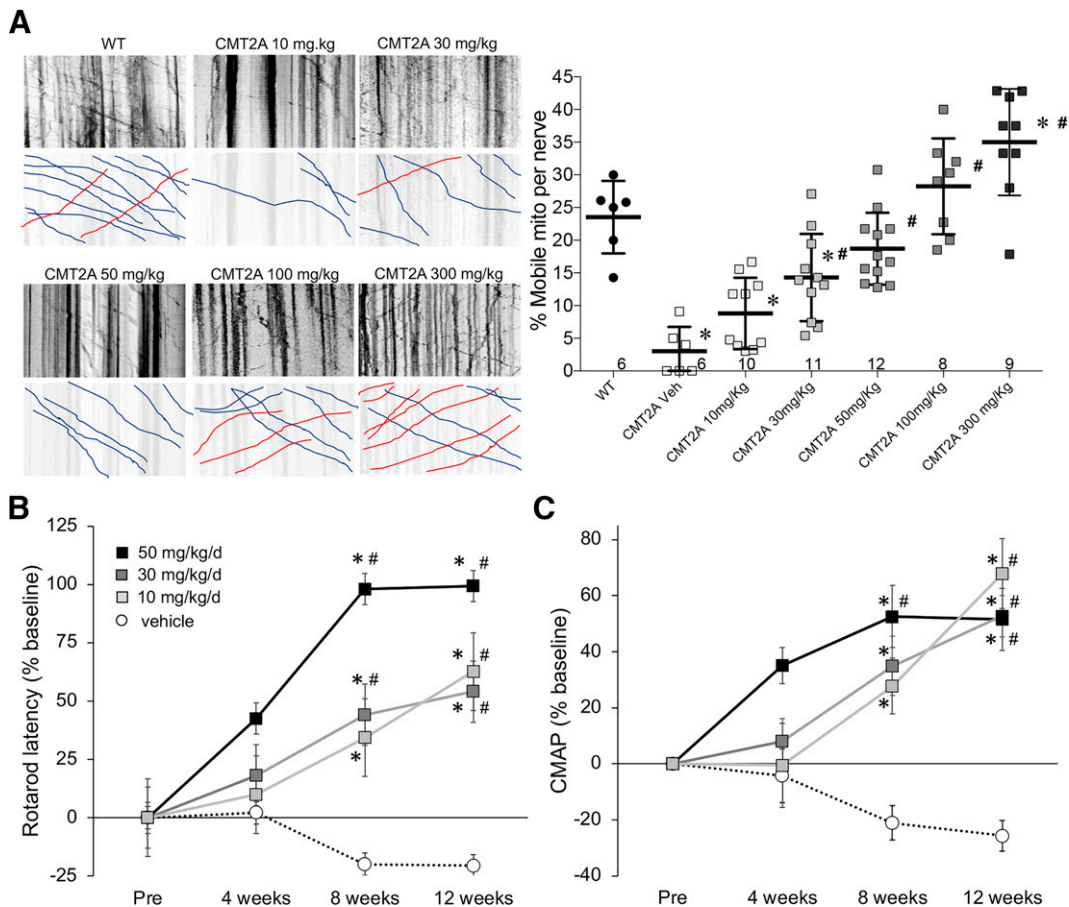 A
WT
CMT2A 10 mg.kg
CMT2A 30 mg/kg
CMT2A 50 mg/kg
CMT2A 100 mg/kg
CMT2A 300 mg/kg
% Mobile mito per nerve
45
40
35
30
25
20
15
10
5
0
*
*
* #
#
#
* #
6
6
10
11
12
8
9
WT
CMT2A Veh
CMT2A 10mg/Kg
CMT2A 30mg/Kg
CMT2A 50mg/Kg
CMT2A 100mg/Kg
CMT2A 300 mg/Kg
B
Rotarod latency (% baseline)
125
100
75
50
25
0
-25
50 mg/kg/d
30 mg/kg/d
10 mg/kg/d
vehicle
* #
* #
* #
*
* #
* #
Pre
4 weeks
8 weeks
12 weeks
C
CMAP (% baseline)
80
60
40
20
0
-20
-40
* #
*
*
* #
* #
* #
Pre
4 weeks
8 weeks
12 weeks